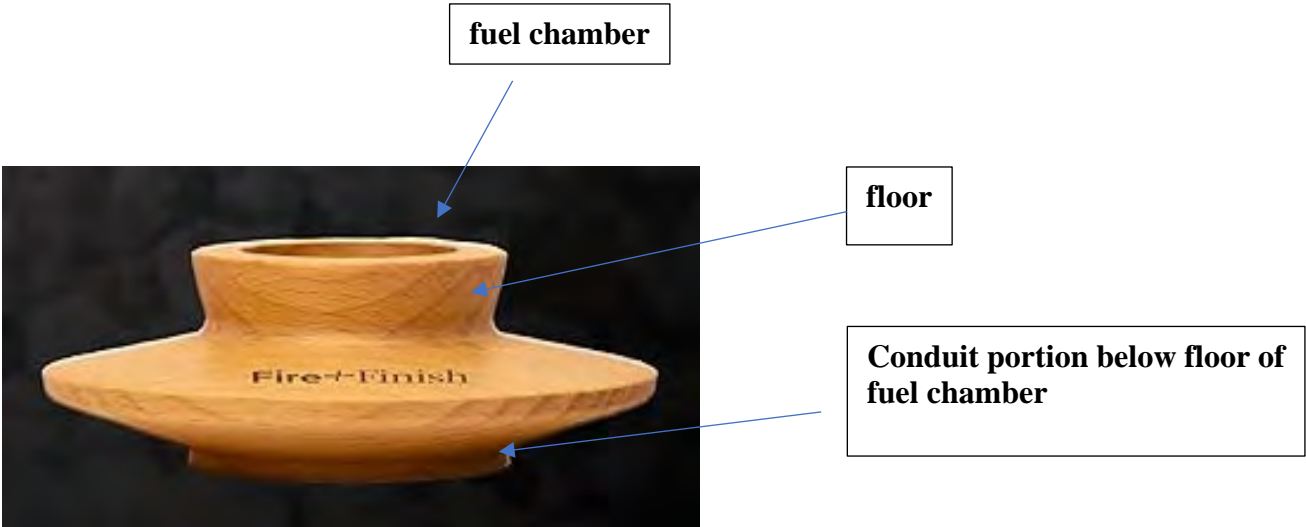 fuel chamber
floor
Fire+Finish
Conduit portion below floor of
fuel chamber